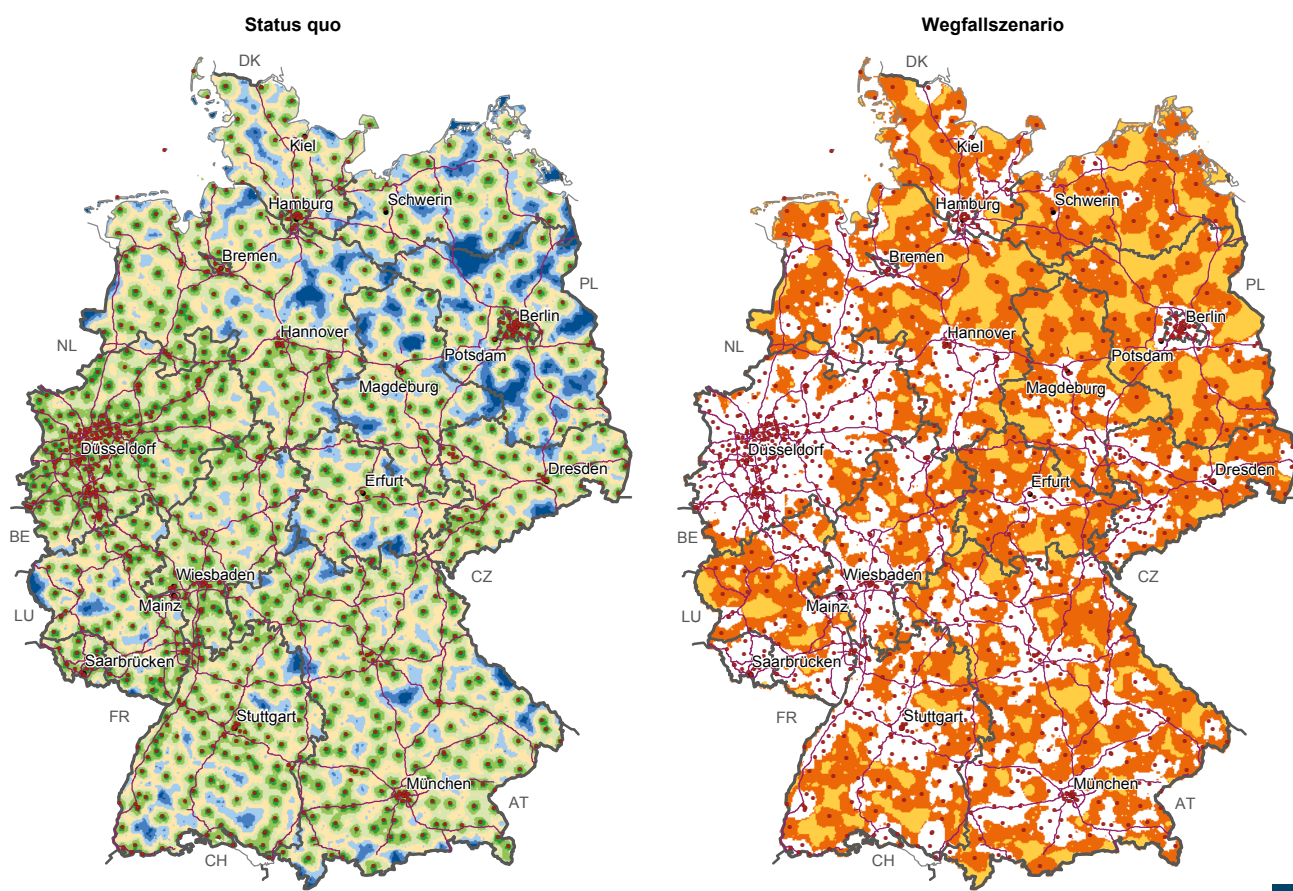 Status quo
DK
Kiel
Hamburg
Schwerin
Bremen
PL
Berlin
Hannover
NL
Potsdam
Magdeburg
Düsseldorf
Dresden
Erfurt
BE
Wiesbaden
CZ
Mainz
LU
Saarbrücken
FR
Stuttgart
München
AT
CH
Wegfallszenario
DK
Kiel
Hamburg
Schwerin
Bremen
PL
Berlin
Hannover
NL
Potsdam
Magdeburg
Düsseldorf
Dresden
Erfurt
BE
Wiesbaden
CZ
Mainz
LU
Saarbrücken
FR
Stuttgart
München
AT
CH